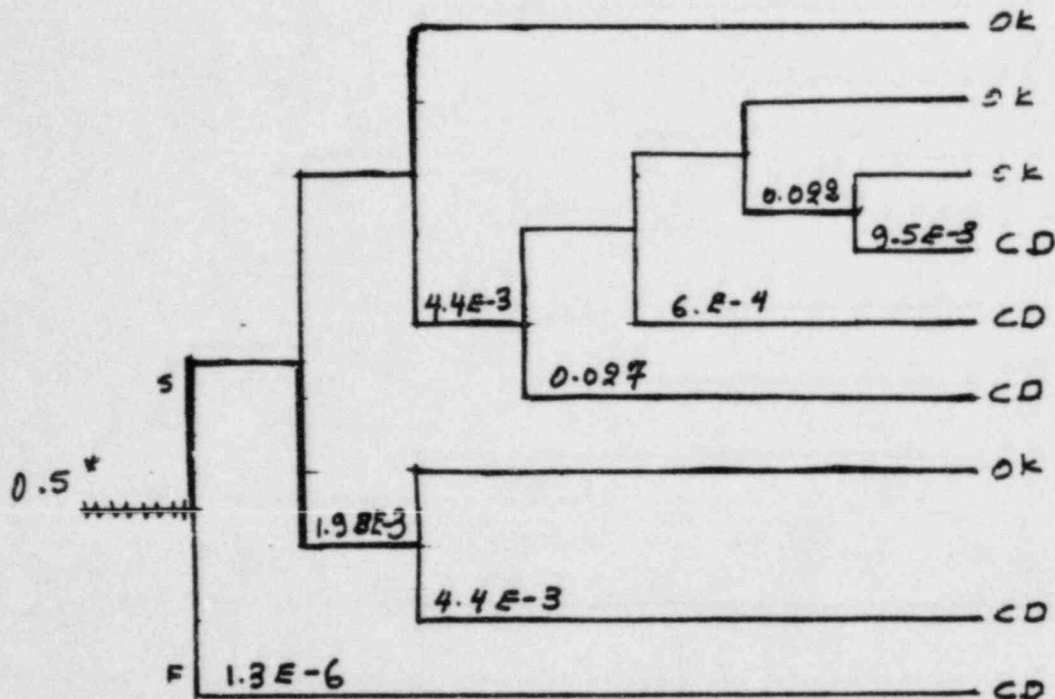 OK
OK
OK
0.022
9.5E-3 CD
4.4E-3 6.E-4 CD
S 0.027 CD
0.5 * OK
1.98E-3
4.4E-3 CD
F 1.3E-6 CD